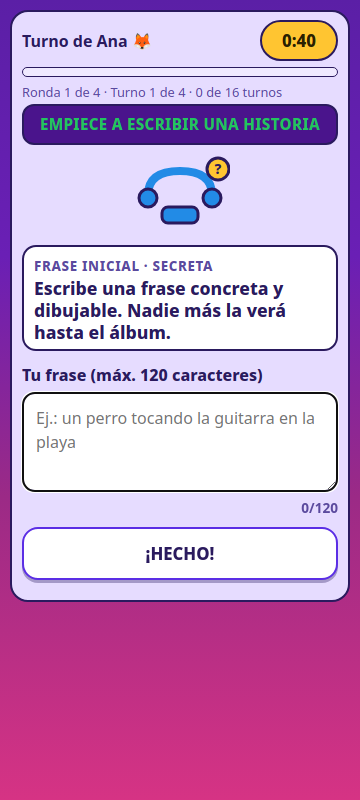 Turno de Ana 🦊
0:40
Ronda 1 de 4 · Turno 1 de 4 · 0 de 16 turnos
EMPIECE A ESCRIBIR UNA HISTORIA
?
FRASE INICIAL · SECRETA
Escribe una frase concreta y
dibujable. Nadie más la verá
hasta el álbum.
Tu frase (máx. 120 caracteres)
Ej.: un perro tocando la guitarra en la
playa
0/120
¡HECHO!